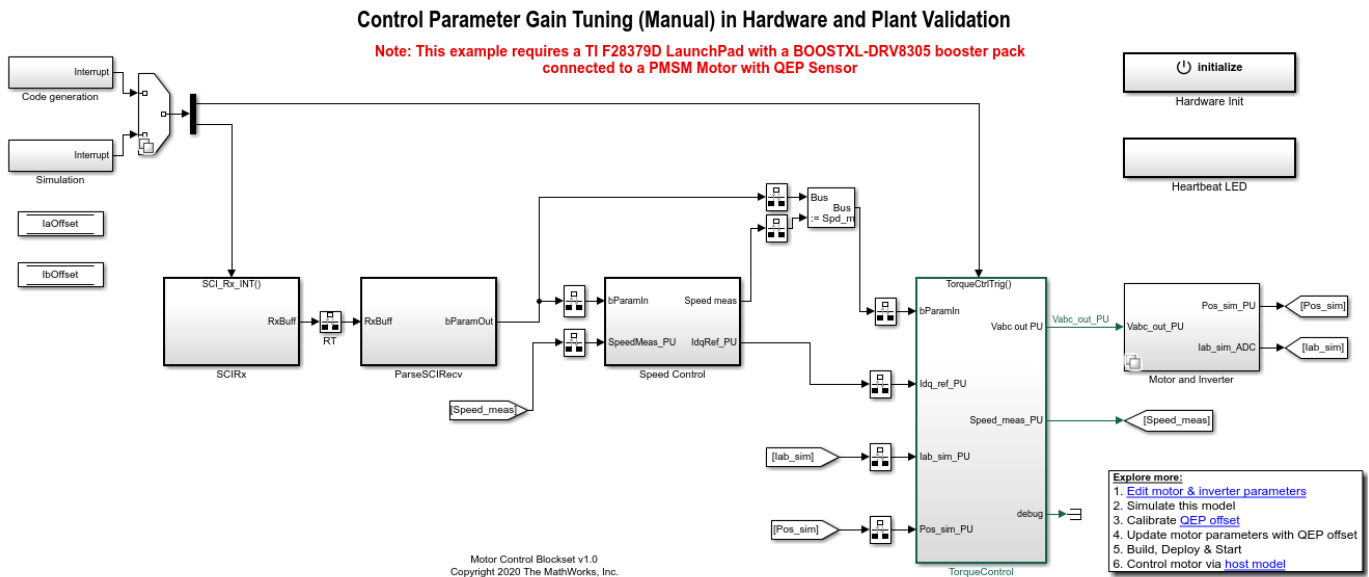 Control Parameter Gain Tuning (Manual) in Hardware and Plant Validation
Note: This example requires a TI F28379D LaunchPad with a BOOSTXL-DRV8305 booster pack
connected to a PMSM Motor with QEP Sensor
Interrupt
Code generation
Interrupt
Simulation
IaOffset
IbOffset
initialize
Hardware Init
Heartbeat LED
SCI_Rx_INT()
RxBuff
SCIRx
RT
RxBuff
bParamOut
ParseSCIRecv
[Speed_meas]
bParamIn
SpeedMeas_PU
Speed meas
IdqRef_PU
Speed Control
Bus
Bus
:= Spd_m
[Iab_sim]
[Pos_sim]
TorqueCtrlTrig()
bParamIn
Idq_ref_PU
Iab_sim_PU
Pos_sim_PU
Vabc out PU
Speed_meas_PU
debug
TorqueControl
Vabc_out_PU
Vabc_out_PU
Pos_sim_PU
Iab_sim_ADC
Motor and Inverter
[Pos_sim]
[Iab_sim]
[Speed_meas]
Explore more:
1. Edit motor & inverter parameters
2. Simulate this model
3. Calibrate QEP offset
4. Update motor parameters with QEP offset
5. Build, Deploy & Start
6. Control motor via host model
Motor Control Blockset v1.0
Copyright 2020 The MathWorks, Inc.